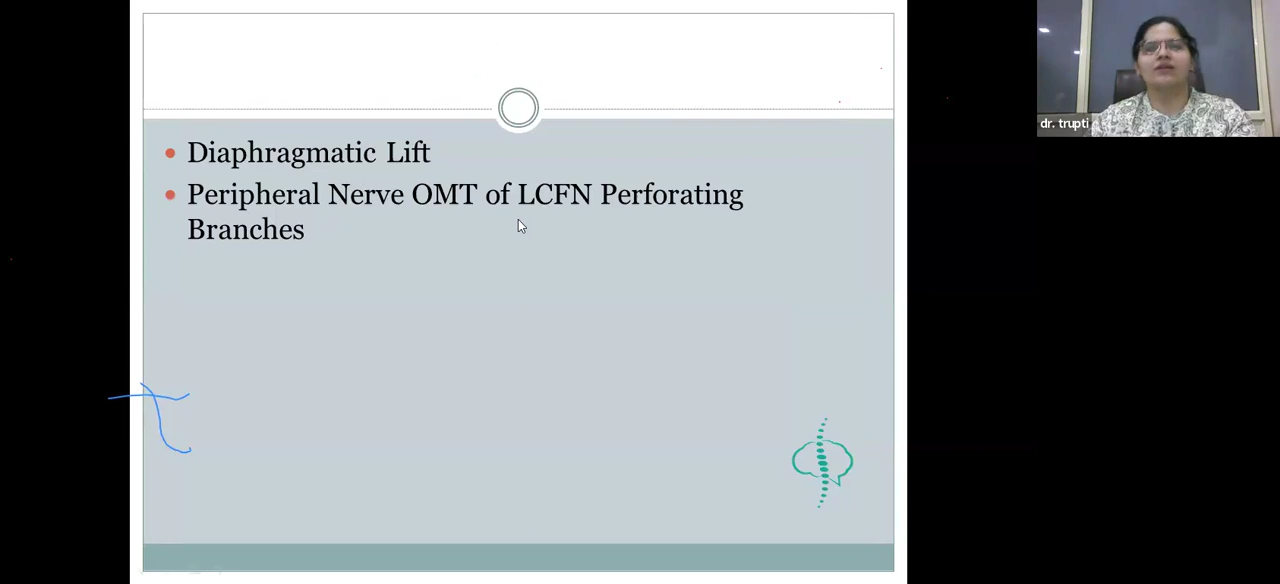 Diaphragmatic Lift
Peripheral Nerve OMT of LCFN Perforating
Branches
dr. trupti